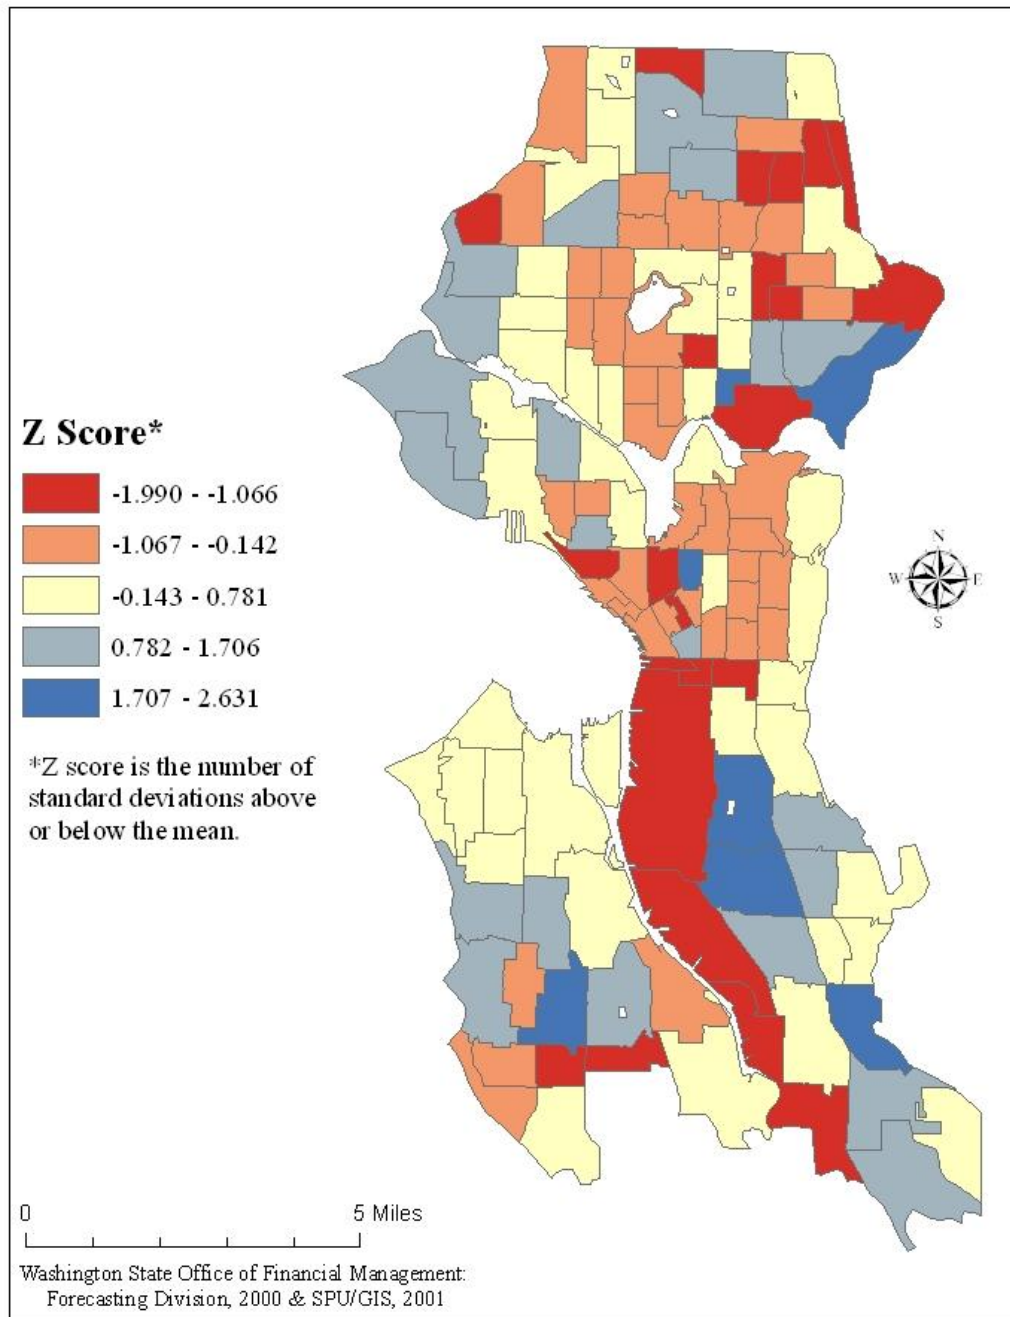 Z Score*
-1.990 - -1.066
-1.067 - -0.142
-0.143 - 0.781
0.782 - 1.706
1.707 - 2.631
*Z score is the number of
standard deviations above
or below the mean.
N
W E
S
0 5 Miles
Washington State Office of Financial Management:
Forecasting Division, 2000 & SPU/GIS, 2001